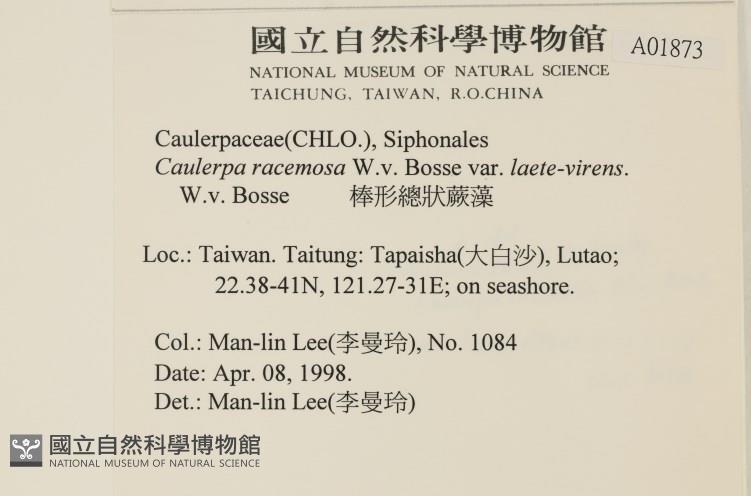 國立自然科學博物館
A01873
NATIONAL MUSEUM OF NATURAL SCIENCE
TAICHUNG, TAIWAN, R.O.CHINA
Caulerpaceae(CHLO.), Siphonales
Caulerpa racemosa W.v. Bosse var. laete-virens.
W.v. Bosse 棒形總狀蕨藻
Loc.: Taiwan. Taitung: Tapaisha(大白沙), Lutao;
22.38-41N, 121.27-31E; on seashore.
Col.: Man-lin Lee(李曼玲), No. 1084
Date: Apr. 08, 1998.
Det.: Man-lin Lee(李曼玲)
國立自然科學博物館
NATIONAL MUSEUM OF NATURAL SCIENCE